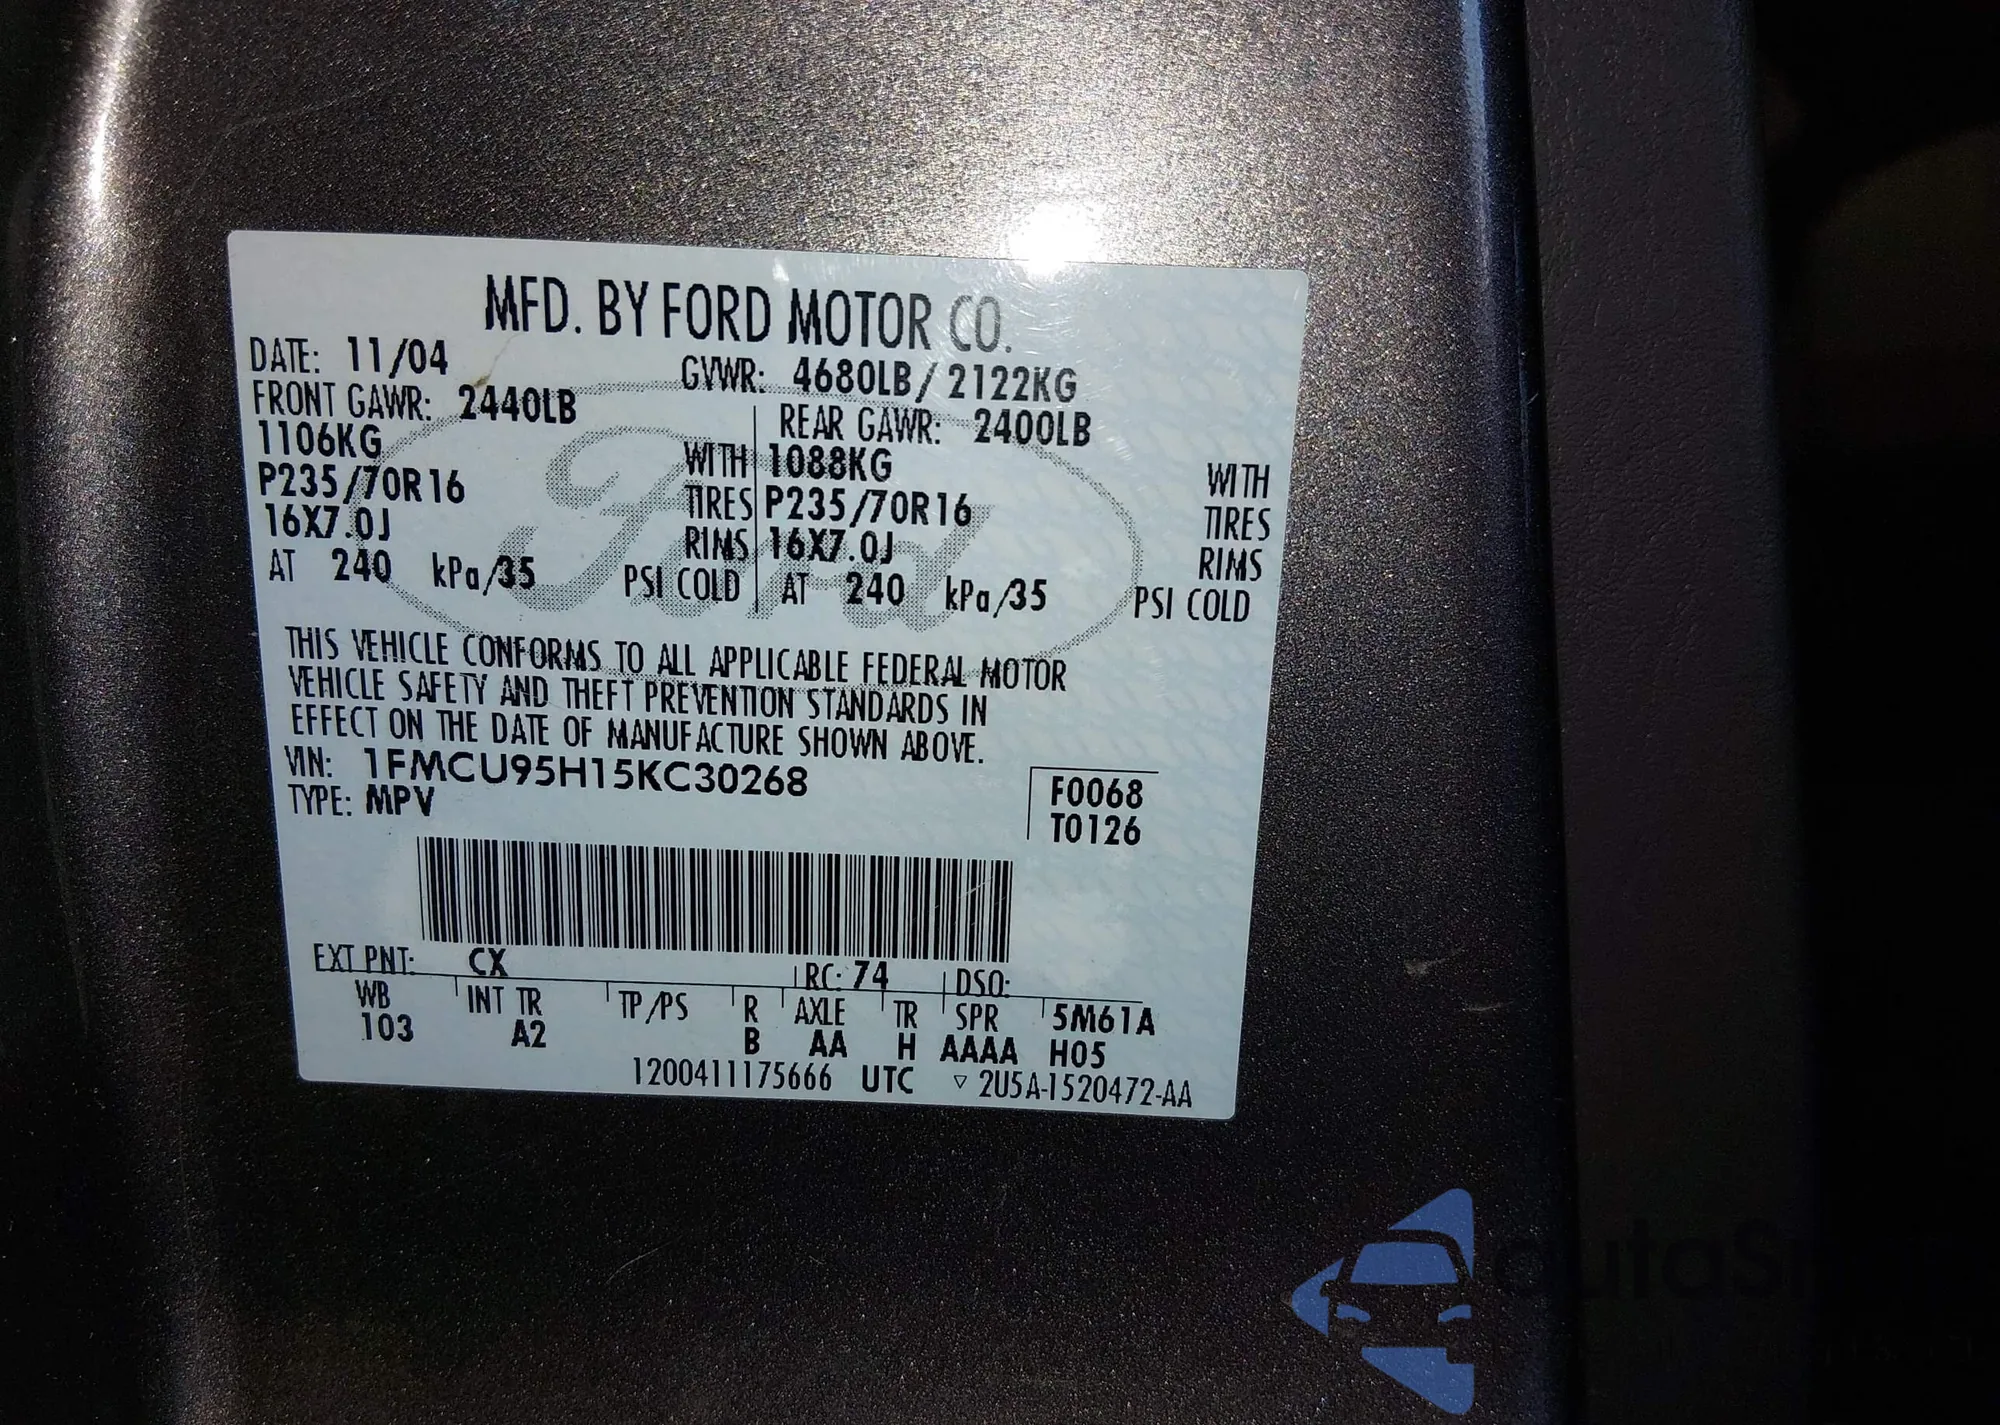 MFD. BY FORD MOTOR CO.
DATE: 11/04 GVWR: 4680LB / 2122KG
FRONT GAWR: 2440LB REAR GAWR: 2400LB
1106KG WITH 1088KG WITH
P235/70R16 TIRES P235/70R16 TIRES
16X7.0J RIMS 16X7.0J RIMS
AT 240 kPa/35 PSI COLD AT 240 kPa/35 PSI COLD
THIS VEHICLE CONFORMS TO ALL APPLICABLE FEDERAL MOTOR
VEHICLE SAFETY AND THEFT PREVENTION STANDARDS IN
EFFECT ON THE DATE OF MANUFACTURE SHOWN ABOVE.
VIN: 1FMCU95H15KC30268 F0068
TYPE: MPV T0126
EXT PNT: CX RC: 74 DSO:
WB INT TR TP/PS R AXLE TR SPR 5M61A
103 A2 B AA H AAAA H05
1200411175666 UTC ▽ 2U5A-1520472-AA
Ford